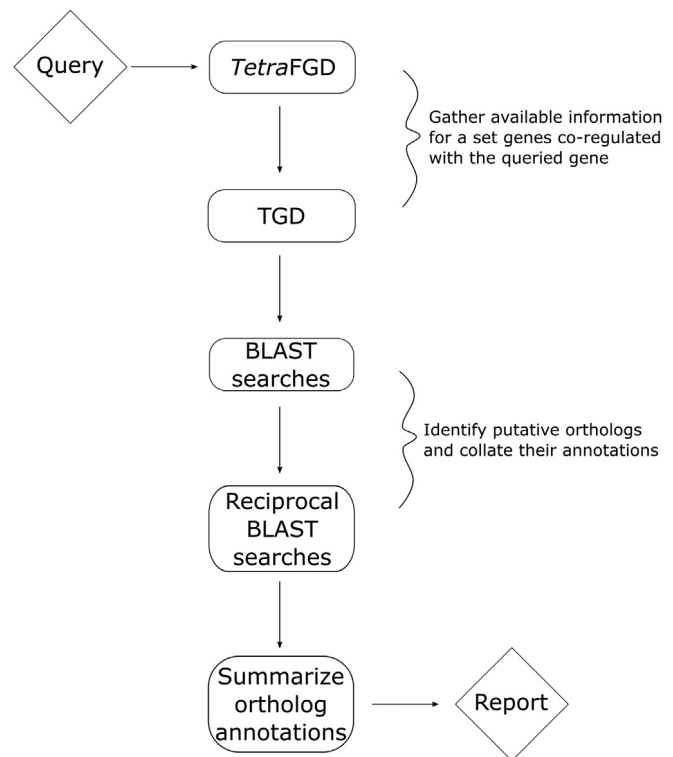 Query
TetraFGD
Gather available information
for a set genes co-regulated
with the queried gene
TGD
BLAST
searches
Identify putative orthologs
and collate their annotations
Reciprocal
BLAST
searches
Summarize
ortholog
annotations
Report